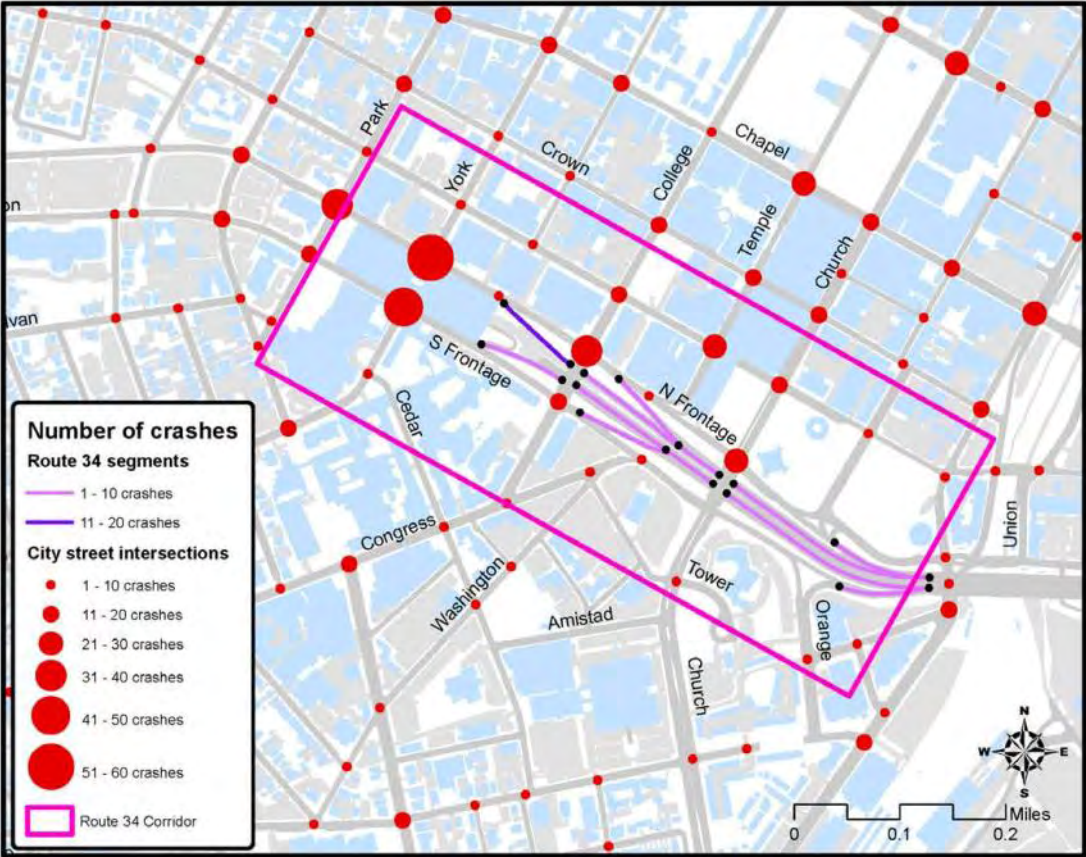 Park
York
Crown
College
Chapel
Temple
Church
on
ivan
S Frontage
N Frontage
Cedar
Congress
Washington
Tower
Amistad
Orange
Union
Church
Number of crashes
Route 34 segments
1 - 10 crashes
11 - 20 crashes
City street intersections
1 - 10 crashes
11 - 20 crashes
21 - 30 crashes
31 - 40 crashes
41 - 50 crashes
51 - 60 crashes
Route 34 Corridor
N
W E
S
Miles
0 0.1 0.2